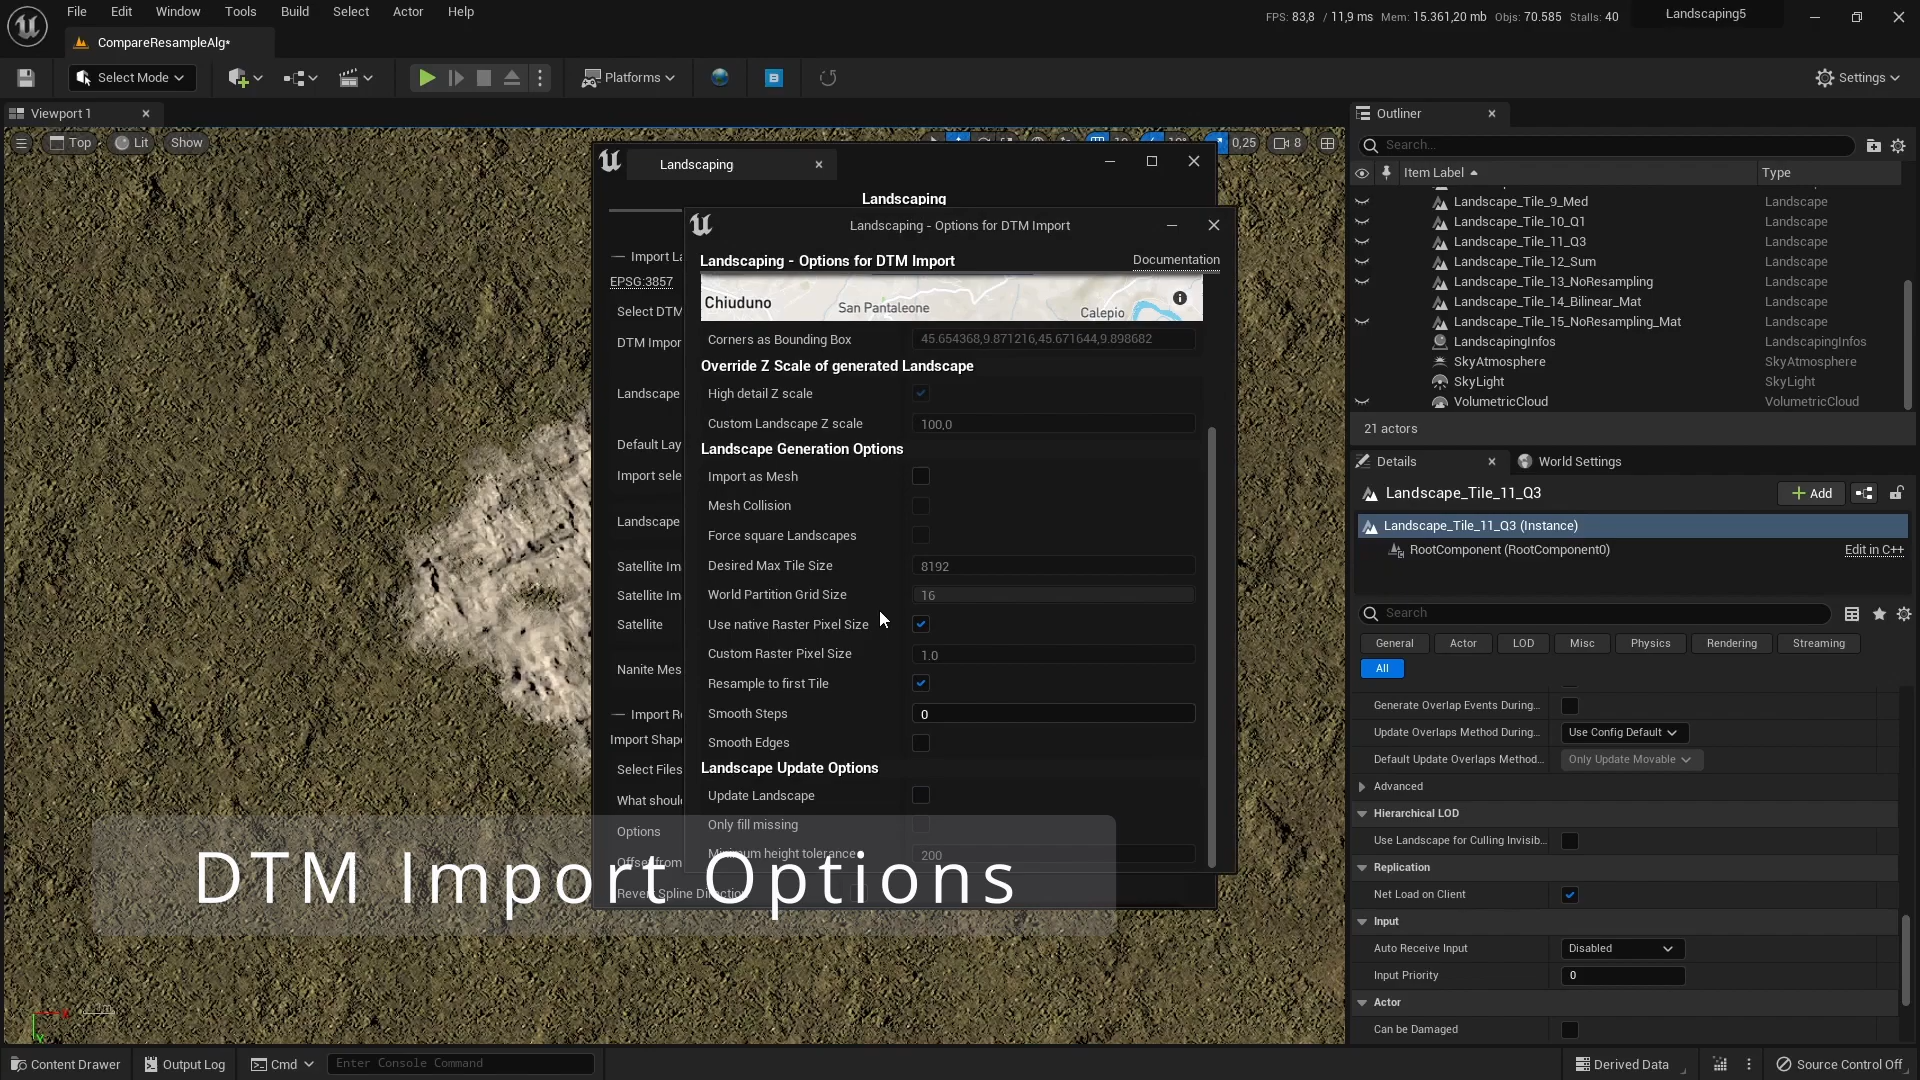 File Edit Window Tools Build Select Actor Help
FPS: 83,8 / 11,9 ms Mem: 15.361,20 mb Objs: 70.585 Stalls: 40
Landscaping5
CompareResampleAlg*
Select Mode
Platforms
Settings
Viewport 1
Top Lit Show
0,25 8
Landscaping
Landscaping
Import La
EPSG:3857
Select DTM
DTM Impor
Landscape
Default Lay
Import sele
Landscape
Satellite Im
Satellite Im
Satellite
Nanite Mes
Import Re
Import Shape
Select Files
What shoul
Options
Offset from
Revert Spline Direction
Landscaping - Options for DTM Import
Landscaping - Options for DTM Import
Documentation
Chiuduno
San Pantaleone
Calepio
Corners as Bounding Box 45.654368,9.871216,45.671644,9.898682
Override Z Scale of generated Landscape
High detail Z scale
Custom Landscape Z scale 100,0
Landscape Generation Options
Import as Mesh
Mesh Collision
Force square Landscapes
Desired Max Tile Size 8192
World Partition Grid Size 16
Use native Raster Pixel Size
Custom Raster Pixel Size 1.0
Resample to first Tile
Smooth Steps 0
Smooth Edges
Landscape Update Options
Update Landscape
Only fill missing
Minimum height tolerance 200
DTM Import Options
Outliner
Search...
Item Label Type
Landscape_Tile_9_Med Landscape
Landscape_Tile_10_Q1 Landscape
Landscape_Tile_11_Q3 Landscape
Landscape_Tile_12_Sum Landscape
Landscape_Tile_13_NoResampling Landscape
Landscape_Tile_14_Bilinear_Mat Landscape
Landscape_Tile_15_NoResampling_Mat Landscape
LandscapingInfos LandscapingInfos
SkyAtmosphere SkyAtmosphere
SkyLight SkyLight
VolumetricCloud VolumetricCloud
21 actors
Details
World Settings
Landscape_Tile_11_Q3
Add
Landscape_Tile_11_Q3 (Instance)
RootComponent (RootComponent0)
Edit in C++
Search
General Actor LOD Misc Physics Rendering Streaming
All
Generate Overlap Events During...
Update Overlaps Method During... Use Config Default
Default Update Overlaps Method... Only Update Movable
Advanced
Hierarchical LOD
Use Landscape for Culling Invisib...
Replication
Net Load on Client
Input
Auto Receive Input Disabled
Input Priority 0
Actor
Can be Damaged
Content Drawer
Output Log
Cmd
Enter Console Command
Derived Data
Source Control Off